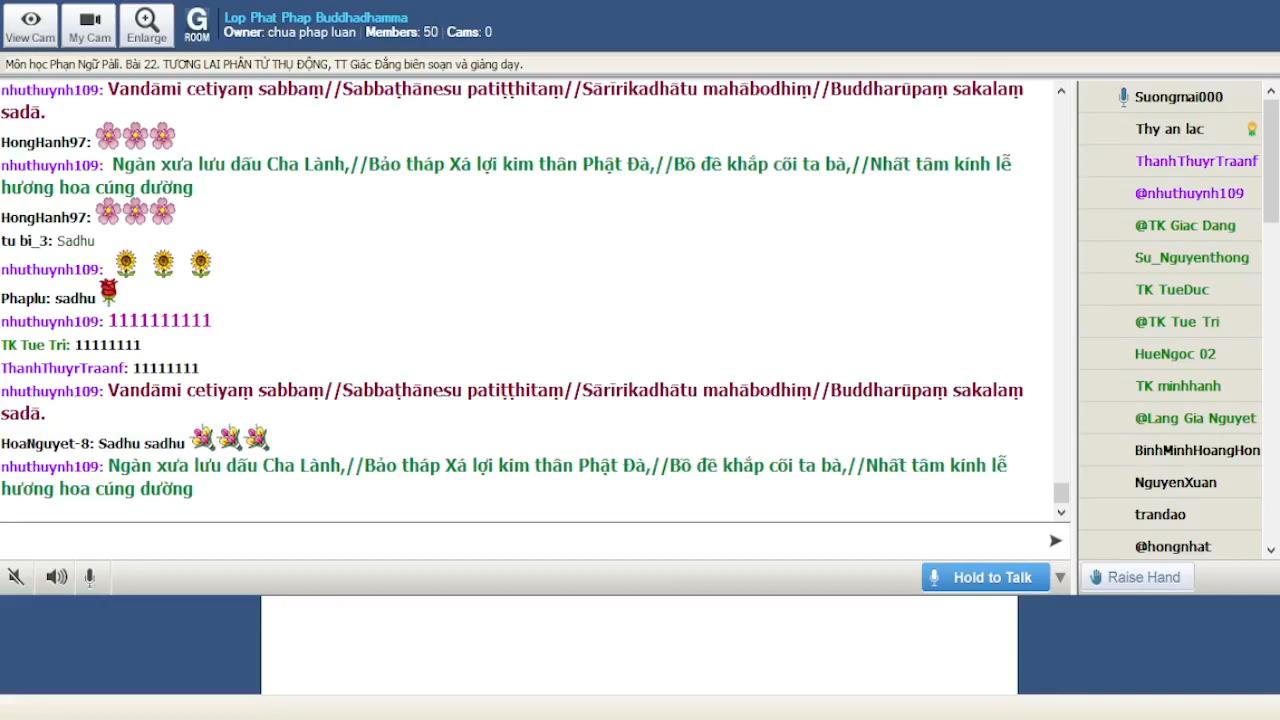 View Cam
My Cam
Enlarge
G
ROOM
Lop Phat Phap Buddhadhamma
Owner: chua phap luan | Members: 50 | Cams: 0
Môn học Phạn Ngữ Pāli. Bài 22. TƯƠNG LAI PHÂN TỪ THỤ ĐỘNG, TT Giác Đẳng biên soạn và giảng dạy.
nhuthuynh109: Vandāmi cetiyaṃ sabbaṃ//Sabbaṭhānesu patiṭṭhitaṃ//Sārīrikadhātu mahābodhiṃ//Buddharūpaṃ sakalaṃ
sadā.
HongHanh97:
nhuthuynh109: Ngàn xưa lưu dấu Cha Lành,//Bảo tháp Xá lợi kim thân Phật Đà,//Bồ đề khắp cõi ta bà,//Nhất tâm kính lễ
hương hoa cúng dường
HongHanh97:
tu bi_3: Sadhu
nhuthuynh109:
Phaplu: sadhu
nhuthuynh109: 1111111111
TK Tue Tri: 11111111
ThanhThuyrTraanf: 11111111
nhuthuynh109: Vandāmi cetiyaṃ sabbaṃ//Sabbaṭhānesu patiṭṭhitaṃ//Sārīrikadhātu mahābodhiṃ//Buddharūpaṃ sakalaṃ
sadā.
HoaNguyet-8: Sadhu sadhu
nhuthuynh109: Ngàn xưa lưu dấu Cha Lành,//Bảo tháp Xá lợi kim thân Phật Đà,//Bồ đề khắp cõi ta bà,//Nhất tâm kính lễ
hương hoa cúng dường
Hold to Talk
Suongmai000
Thy an lac
ThanhThuyrTraanf
@nhuthuynh109
@TK Giac Dang
Su_Nguyenthong
TK TueDuc
@TK Tue Tri
HueNgoc 02
TK minhhanh
@Lang Gia Nguyet
BinhMinhHoangHon
NguyenXuan
trandao
@hongnhat
Raise Hand